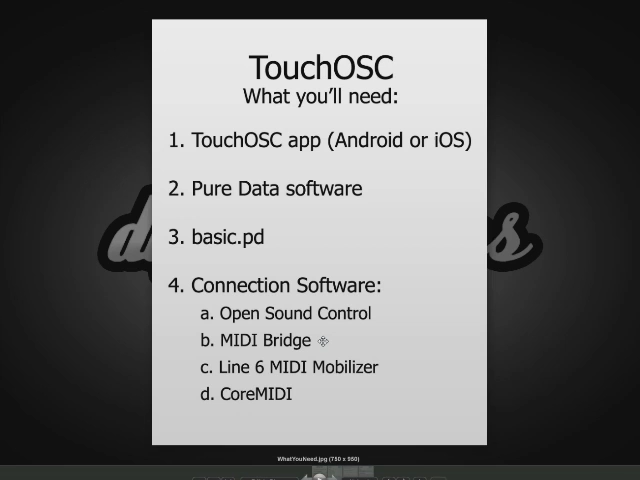 TouchOSC
What you'll need:
1. TouchOSC app (Android or iOS)
2. Pure Data software
3. basic.pd
4. Connection Software:
a. Open Sound Control
b. MIDI Bridge
c. Line 6 MIDI Mobilizer
d. CoreMIDI
WhatYouNeed.jpg (750 x 950)